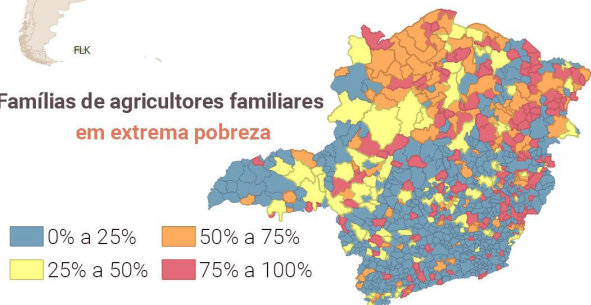 FLK
Famílias de agricultores familiares
em extrema pobreza
0% a 25%
50% a 75%
25% a 50%
75% a 100%